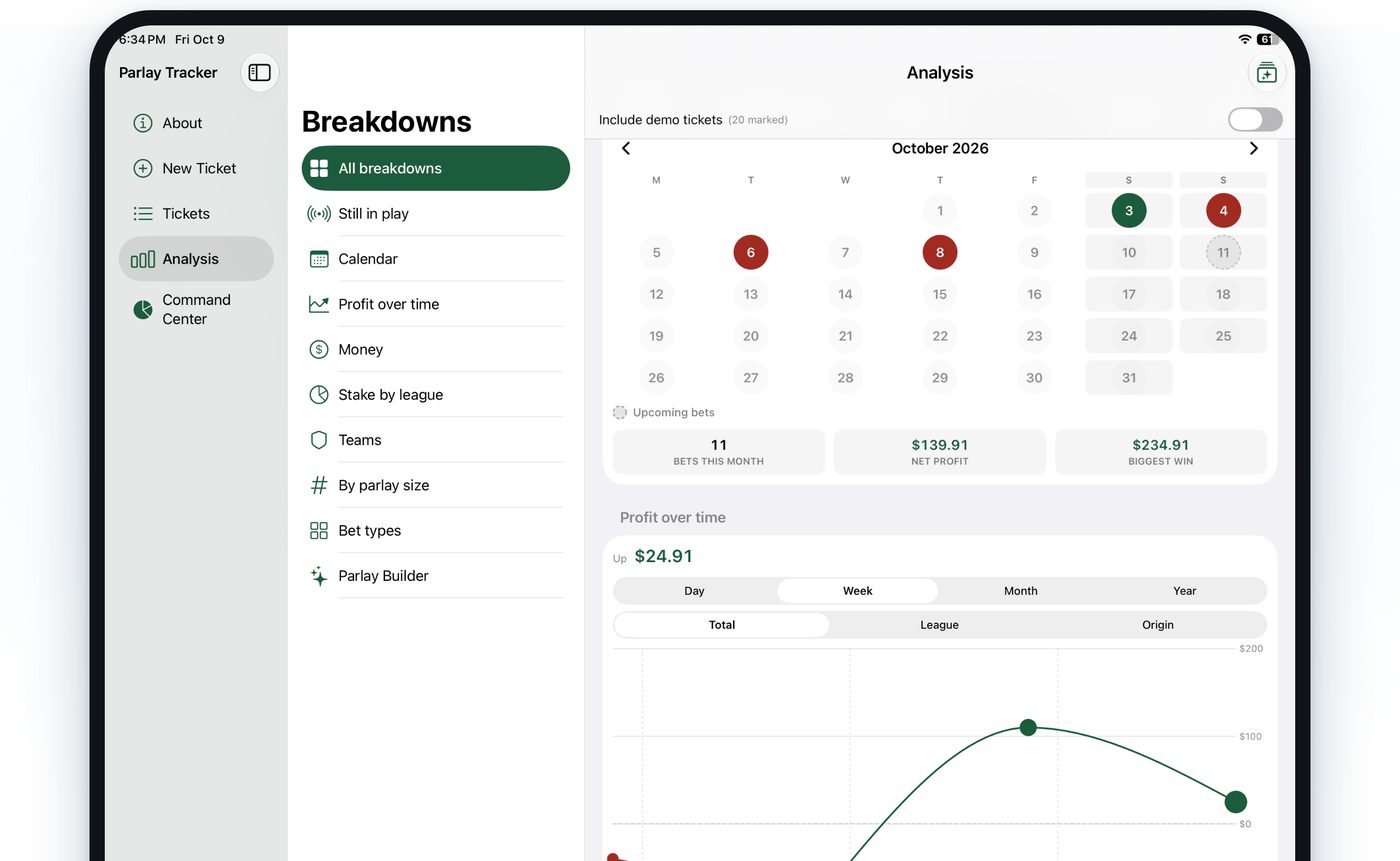 6:34 PM Fri Oct 9
61
Parlay Tracker
About
New Ticket
Tickets
Analysis
Command
Center
Breakdowns
All breakdowns
Still in play
Calendar
Profit over time
Money
Stake by league
Teams
By parlay size
Bet types
Parlay Builder
Analysis
Include demo tickets (20 marked)
October 2026
M T W T F S S
1 2 3 4
5 6 7 8 9 10 11
12 13 14 15 16 17 18
19 20 21 22 23 24 25
26 27 28 29 30 31
Upcoming bets
11 $139.91 $234.91
BETS THIS MONTH NET PROFIT BIGGEST WIN
Profit over time
Up $24.91
Day Week Month Year
Total League Origin
$200
$100
$0